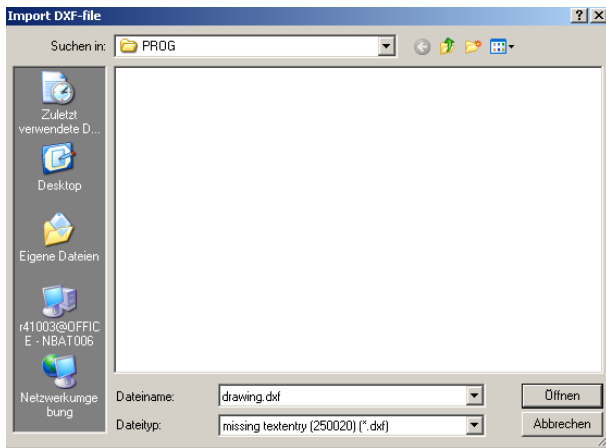 Import DXF-file
Suchen in: PROG
Zuletzt
verwendete D...
Desktop
Eigene Dateien
r41003@OFFIC
E - NBAT006
Netzwerkumge
bung
Dateiname: drawing.dxf Öffnen
Dateityp: missing textentry (250020) (*.dxf) Abbrechen